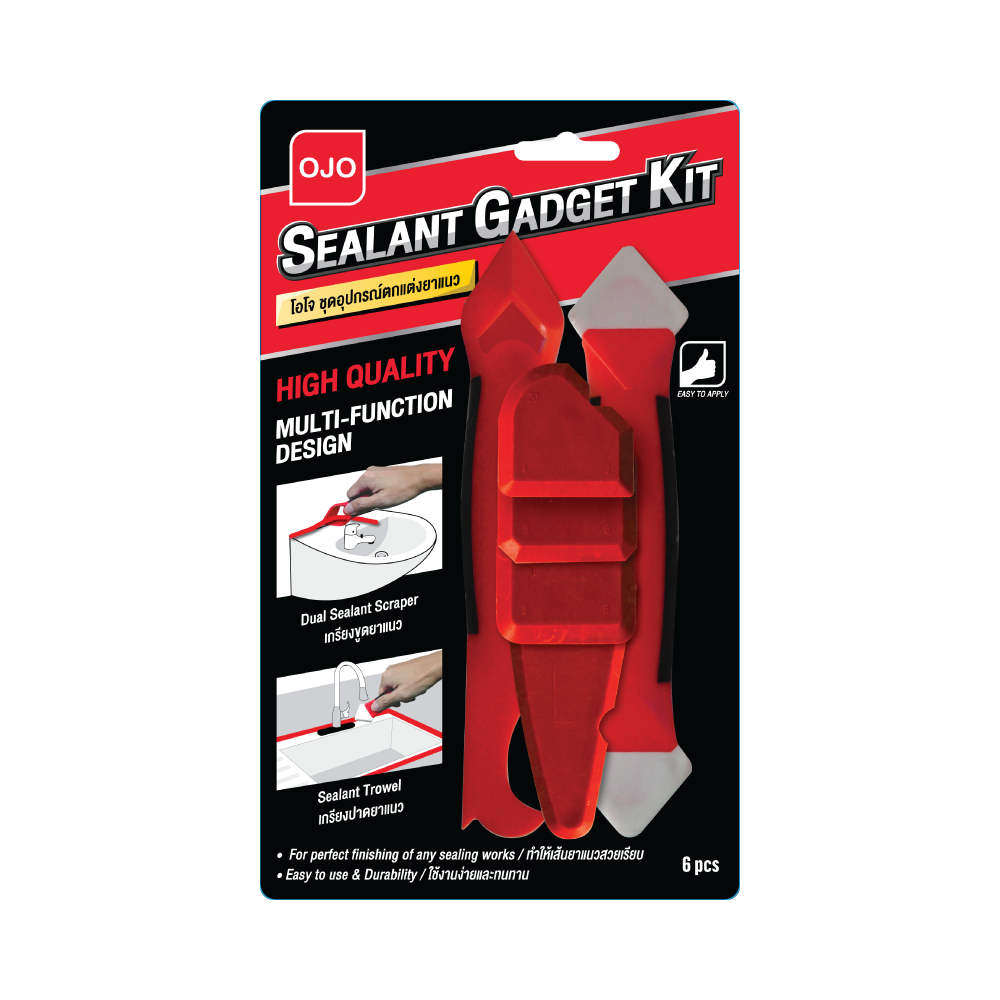 OJO
SEALANT GADGET KIT
โอโจ ชุดอุปกรณ์ตกแต่งยาแนว
HIGH QUALITY
MULTI-FUNCTION
DESIGN
EASY TO APPLY
Dual Sealant Scraper
เกรียงขูดยาแนว
Sealant Trowel
เกรียงปาดยาแนว
• For perfect finishing of any sealing works / ทำให้เส้นยาแนวสวยเรียบ
• Easy to use & Durability / ใช้งานง่ายและทนทาน
6 pcs